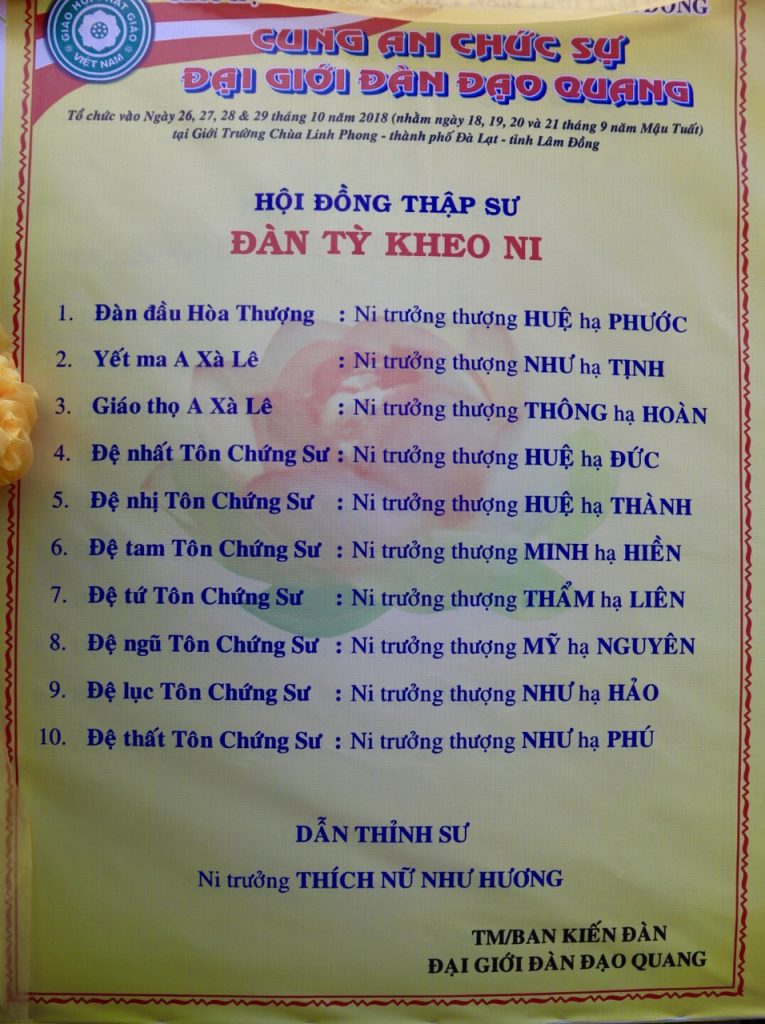 GIÁO HỘI PHẬT GIÁO
VIỆT NAM
CUNG AN CHỨC SỰ
ĐẠI GIỚI ĐÀN ĐẠO QUANG
Tổ chức vào Ngày 26, 27, 28 & 29 tháng 10 năm 2018 (nhằm ngày 18, 19, 20 và 21 tháng 9 năm Mậu Tuất)
tại Giới Trường Chùa Linh Phong - thành phố Đà Lạt - tỉnh Lâm Đồng
HỘI ĐỒNG THẬP SƯ
ĐÀN TỲ KHEO NI
1. Đàn đầu Hòa Thượng : Ni trưởng thượng HUỆ hạ PHƯỚC
2. Yết ma A Xà Lê : Ni trưởng thượng NHƯ hạ TỊNH
3. Giáo thọ A Xà Lê : Ni trưởng thượng THÔNG hạ HOÀN
4. Đệ nhất Tôn Chứng Sư : Ni trưởng thượng HUỆ hạ ĐỨC
5. Đệ nhị Tôn Chứng Sư : Ni trưởng thượng HUỆ hạ THÀNH
6. Đệ tam Tôn Chứng Sư : Ni trưởng thượng MINH hạ HIỀN
7. Đệ tứ Tôn Chứng Sư : Ni trưởng thượng THẨM hạ LIÊN
8. Đệ ngũ Tôn Chứng Sư : Ni trưởng thượng MỸ hạ NGUYÊN
9. Đệ lục Tôn Chứng Sư : Ni trưởng thượng NHƯ hạ HẢO
10. Đệ thất Tôn Chứng Sư : Ni trưởng thượng NHƯ hạ PHÚ
DẪN THỈNH SƯ
Ni trưởng THÍCH NỮ NHƯ HƯƠNG
TM/BAN KIẾN ĐÀN
ĐẠI GIỚI ĐÀN ĐẠO QUANG